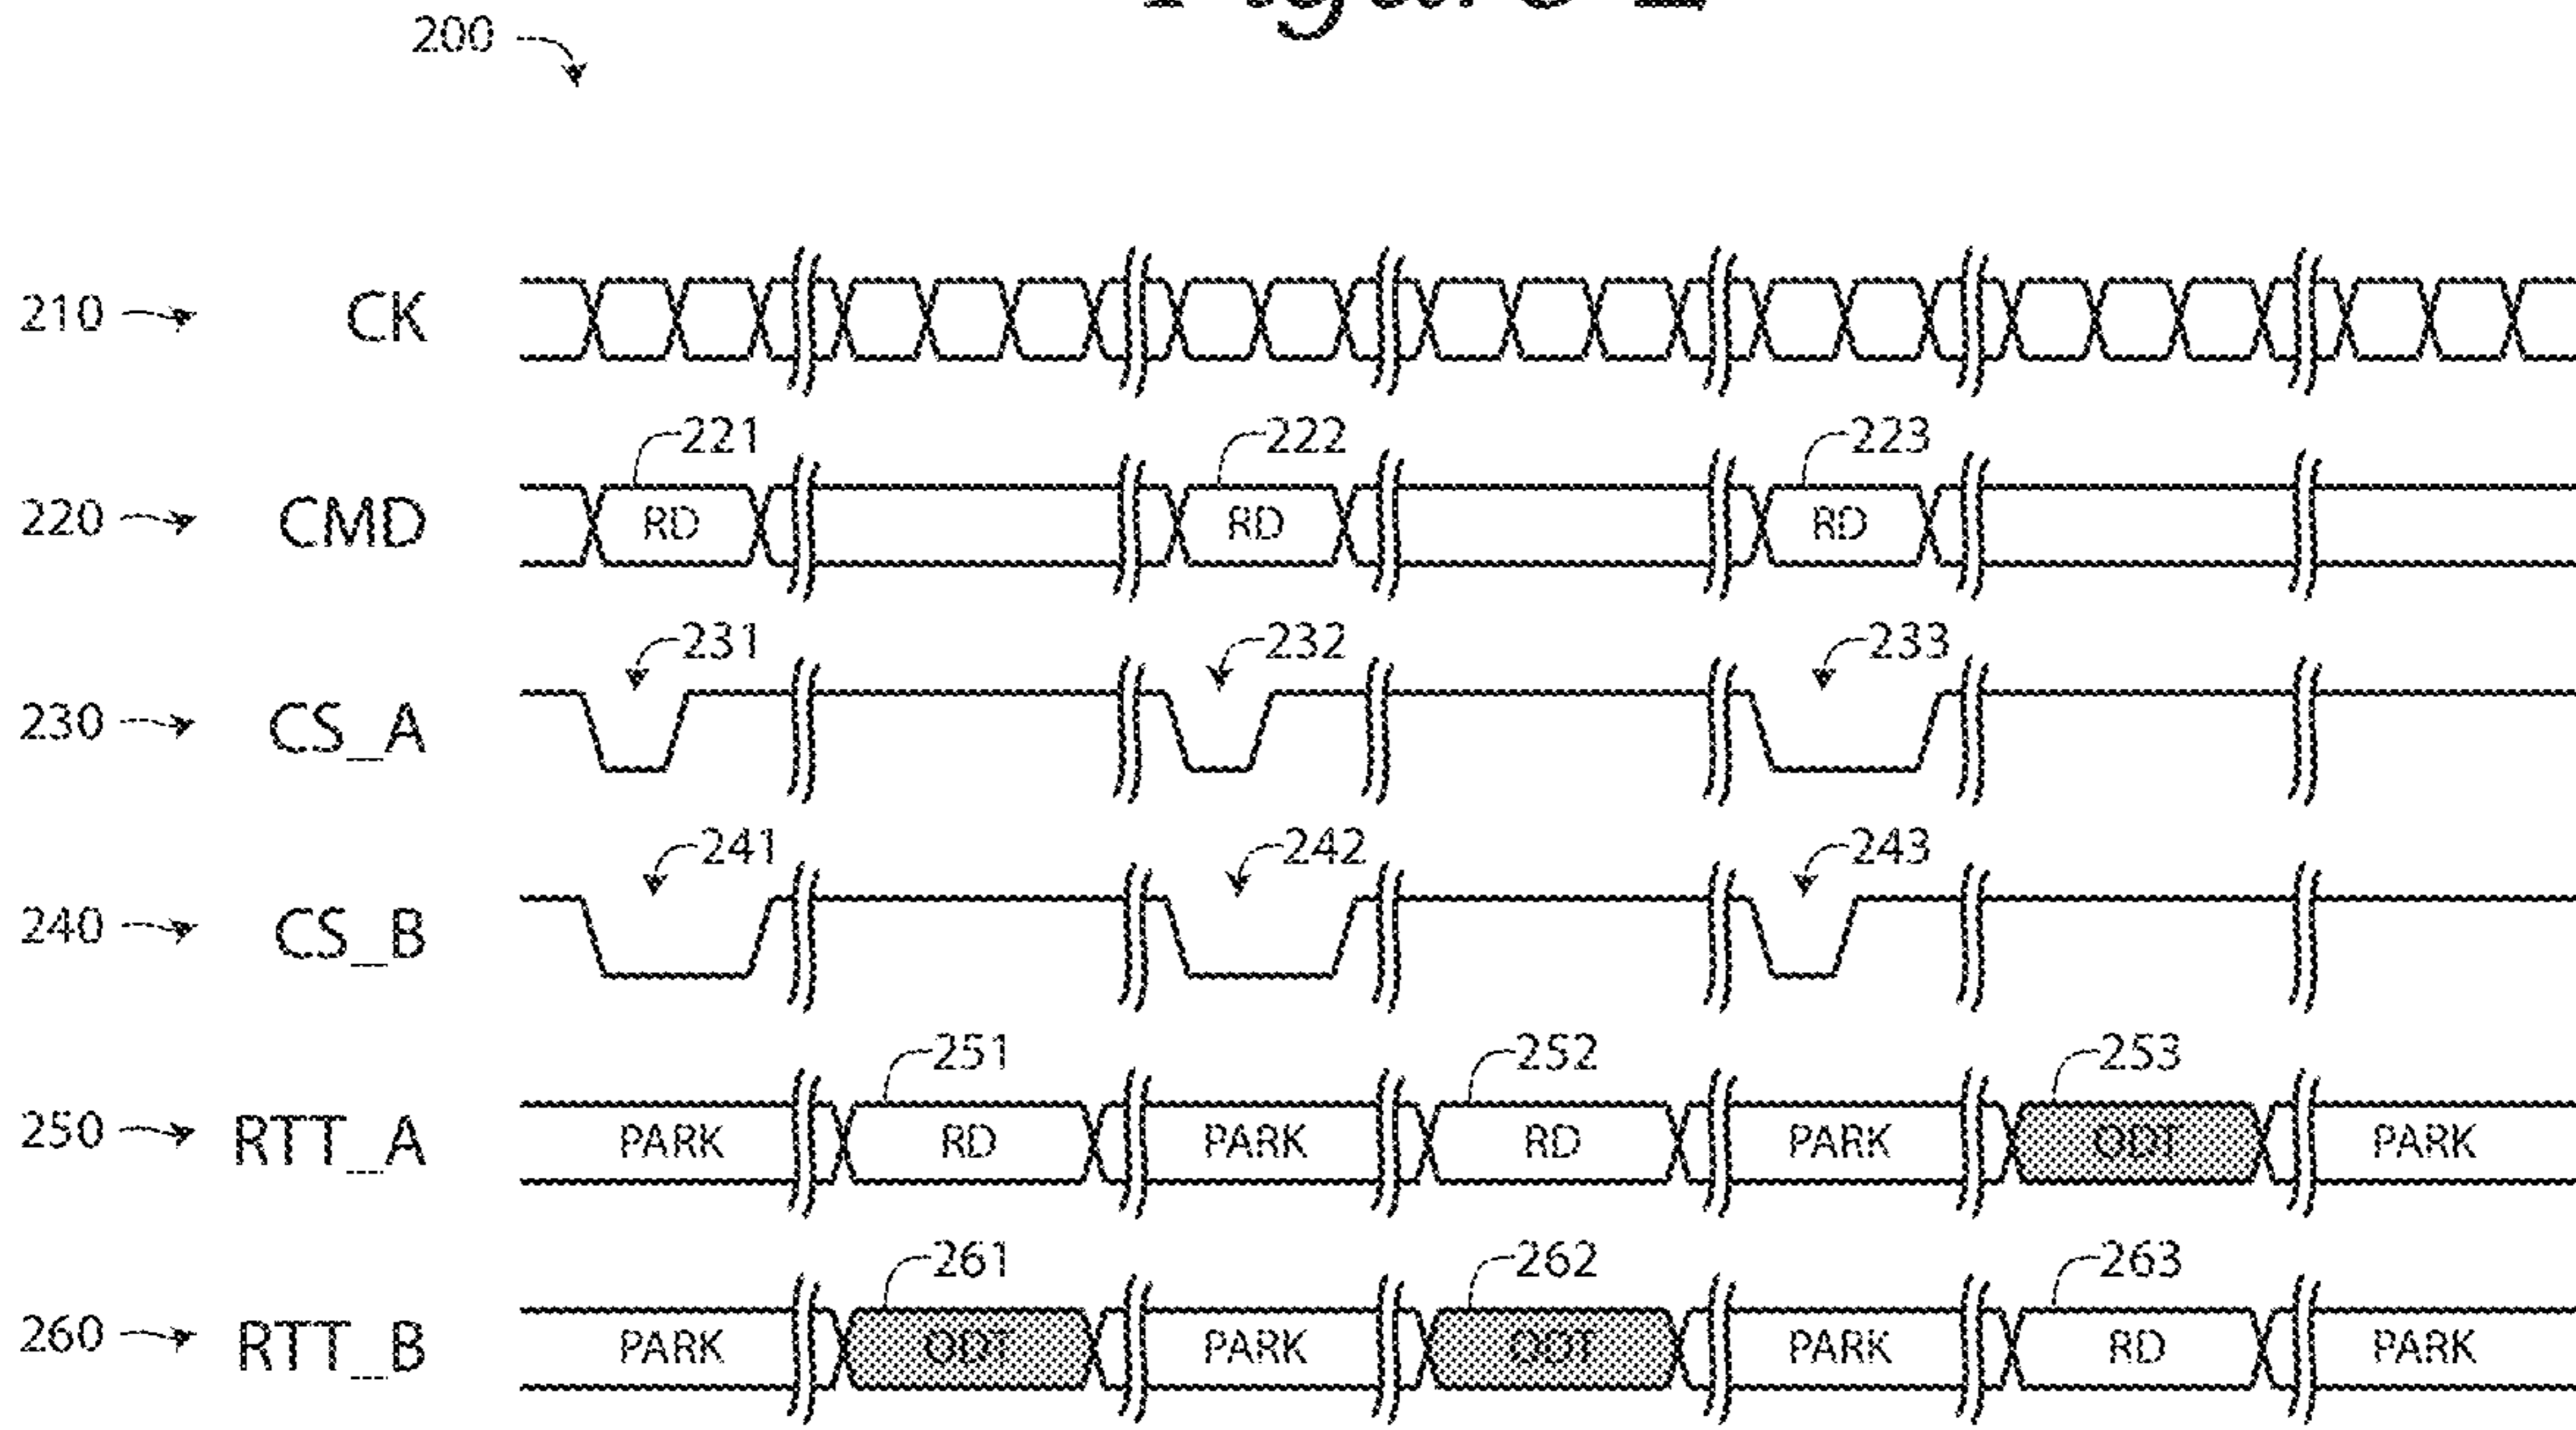 200
210 CK
221 222 223
220 CMD RD RD RD
231 232 233
230 CS_A
241 242 243
240 CS_B
251 252 253
250 RTT_A PARK RD PARK RD PARK ODT PARK
261 262 263
260 RTT_B PARK ODT PARK ODT PARK RD PARK